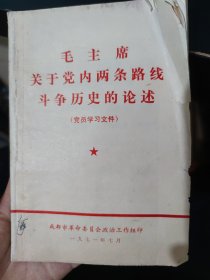 毛主席
关于党内两条路线
斗争历史的论述
(党员学习文件)
成都市革命委员会政治工作组印
一九七一年七月